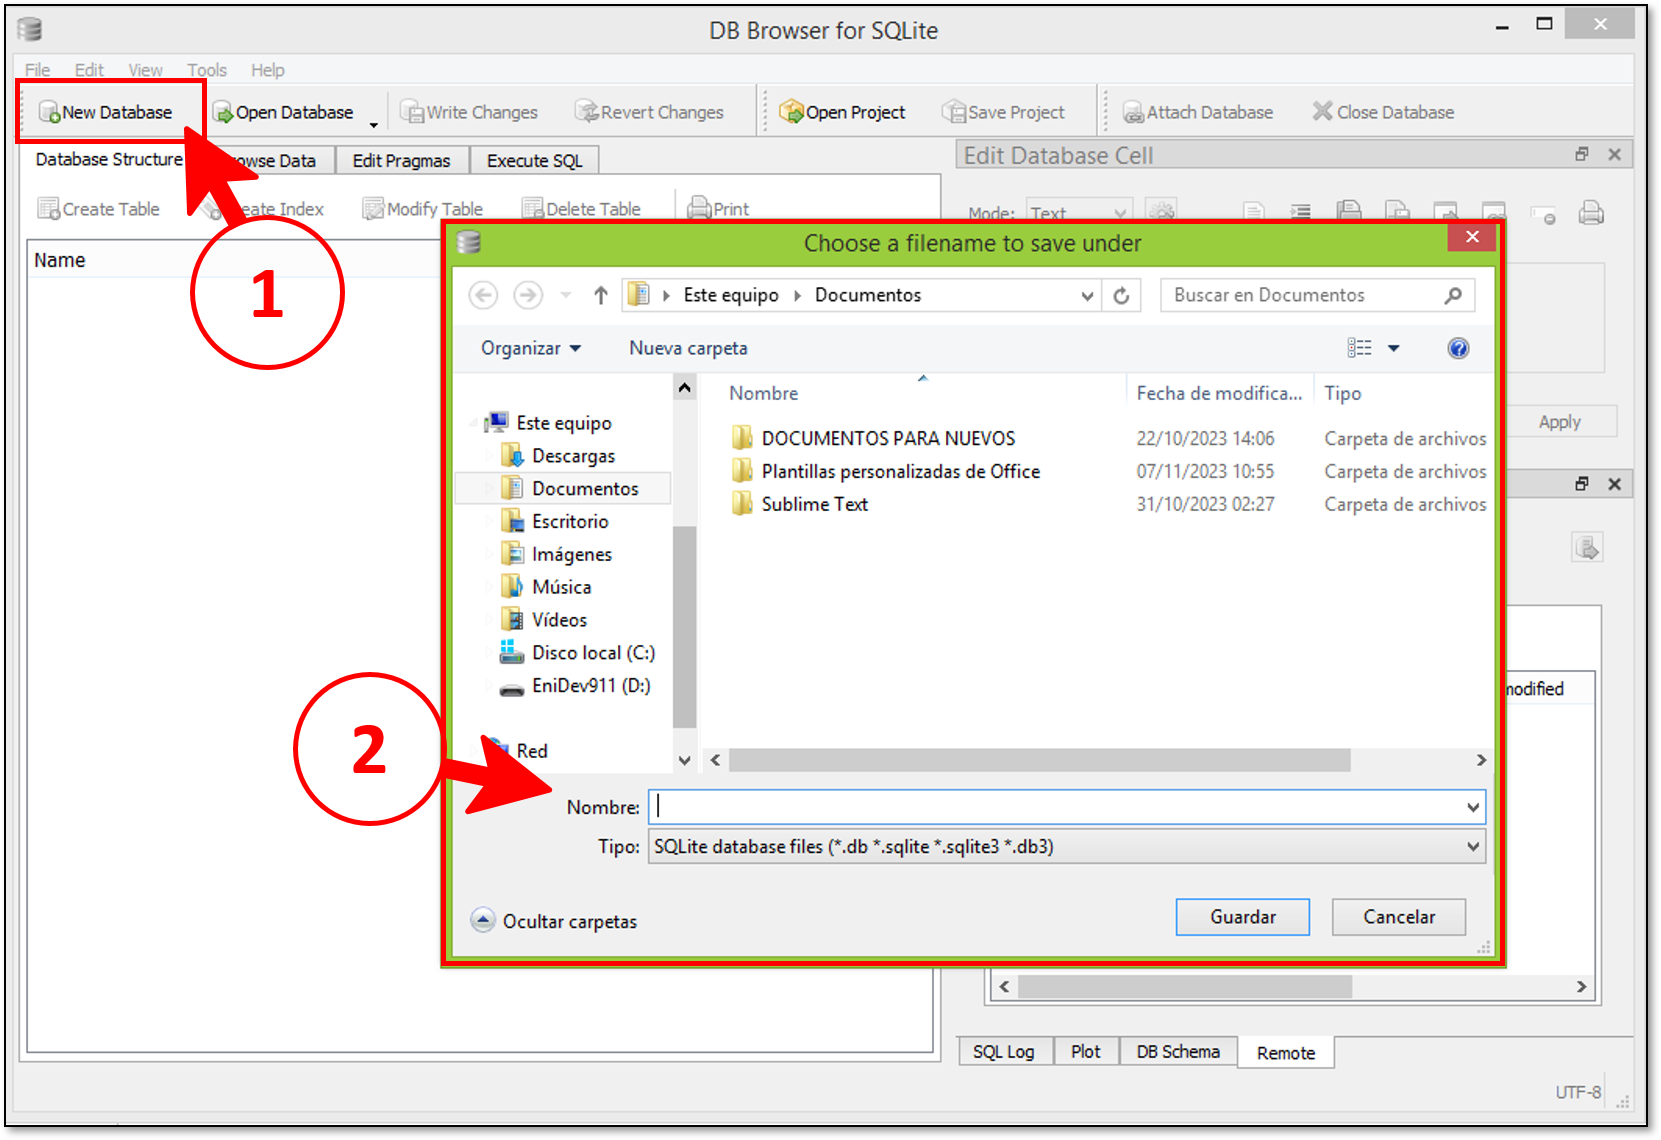 DB Browser for SQLite
File Edit View Tools Help
New Database Open Database Write Changes Revert Changes Open Project Save Project Attach Database Close Database
Database Structure owse Data Edit Pragmas Execute SQL
Edit Database Cell
Create Table eate Index Modify Table Delete Table Print
Mode: Text
Name
1
Choose a filename to save under
Este equipo Documentos
Buscar en Documentos
Organizar Nueva carpeta
Nombre Fecha de modifica... Tipo
Este equipo
Descargas
Documentos
Escritorio
Imágenes
Música
Vídeos
Disco local (C:)
EniDev911 (D:)
Red
DOCUMENTOS PARA NUEVOS 22/10/2023 14:06 Carpeta de archivos
Plantillas personalizadas de Office 07/11/2023 10:55 Carpeta de archivos
Sublime Text 31/10/2023 02:27 Carpeta de archivos
Apply
modified
2
Nombre:
Tipo: SQLite database files (*.db *.sqlite *.sqlite3 *.db3)
Ocultar carpetas
Guardar Cancelar
SQL Log Plot DB Schema Remote
UTF-8